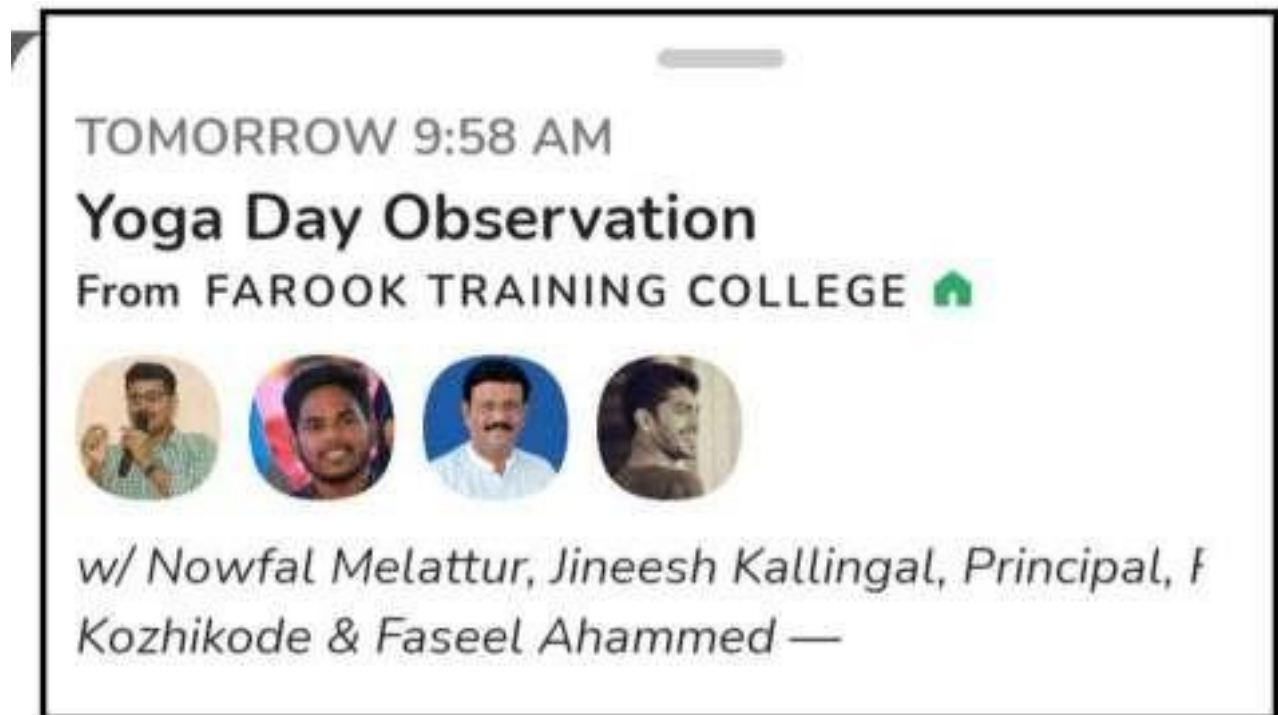 TOMORROW 9:58 AM
Yoga Day Observation
From FAROOK TRAINING COLLEGE
w/ Nowfal Melattur, Jineesh Kallingal, Principal,
Kozhikode & Faseel Ahammed —